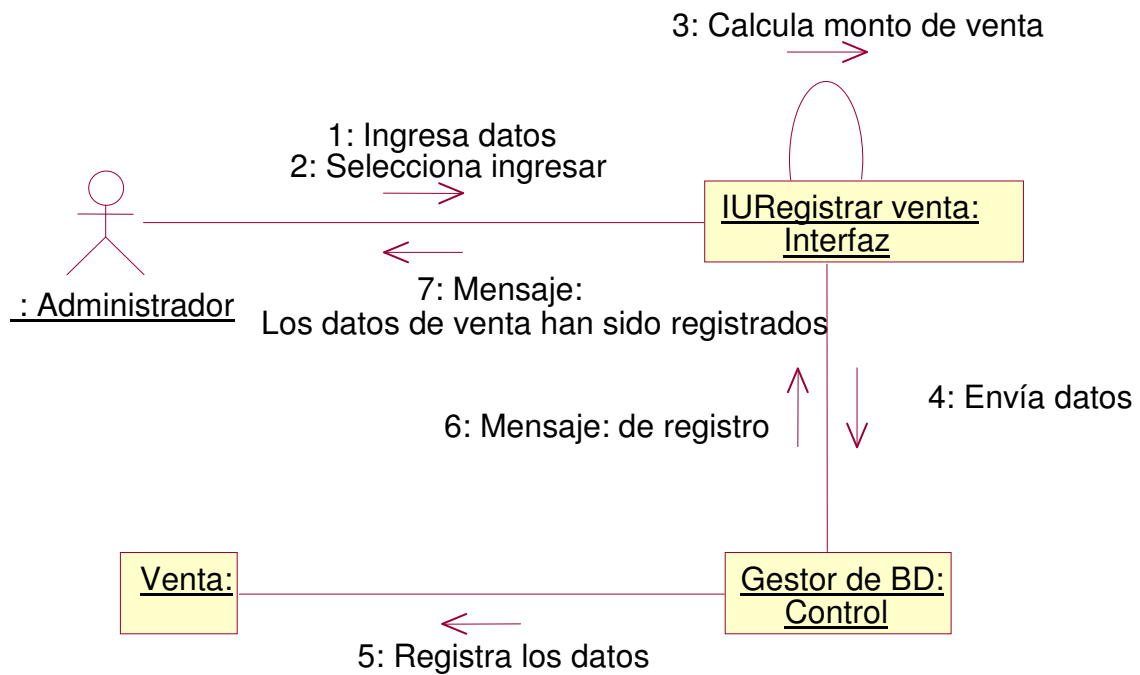 3: Calcula monto de venta
1: Ingresa datos
2: Selecciona ingresar
IURegistrar venta:
Interfaz
: Administrador
7: Mensaje:
Los datos de venta han sido registrados
4: Envía datos
6: Mensaje: de registro
Venta:
Gestor de BD:
Control
5: Registra los datos